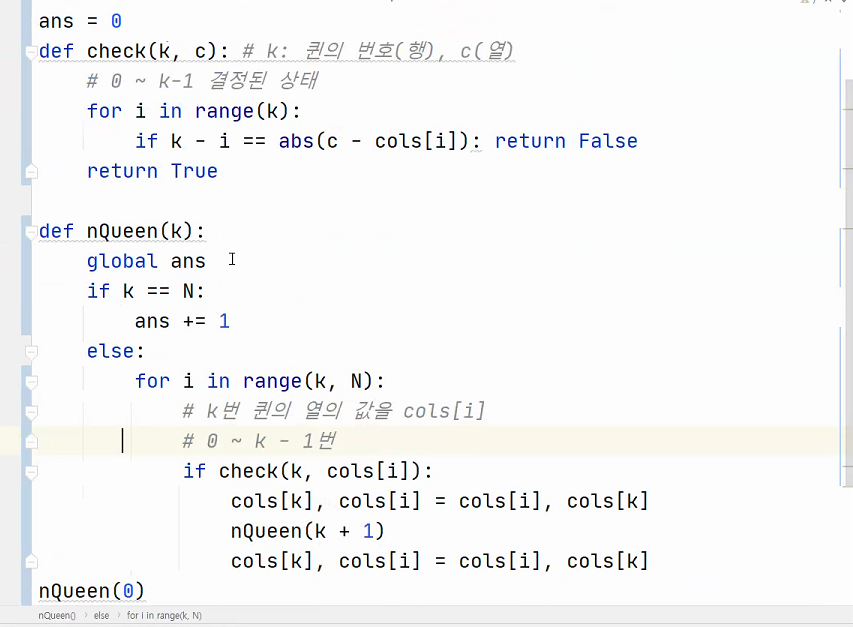 ans = 0
def check(k, c): # k: 퀸의 번호(행), c(열)
    # 0 ~ k-1 결정된 상태
    for i in range(k):
        if k - i == abs(c - cols[i]): return False
    return True

def nQueen(k):
    global ans
    if k == N:
        ans += 1
    else:
        for i in range(k, N):
            # k번 퀸의 열의 값을 cols[i]
            # 0 ~ k - 1번
            if check(k, cols[i]):
                cols[k], cols[i] = cols[i], cols[k]
                nQueen(k + 1)
                cols[k], cols[i] = cols[i], cols[k]
nQueen(0)
nQueen() › else › for i in range(k, N)